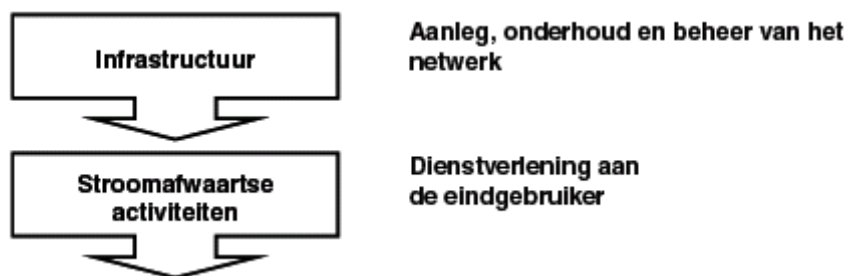 Infrastructuur
Aanleg, onderhoud en beheer van het
netwerk
Stroomafwaartse
activiteiten
Dienstverlening aan
de eindgebruiker